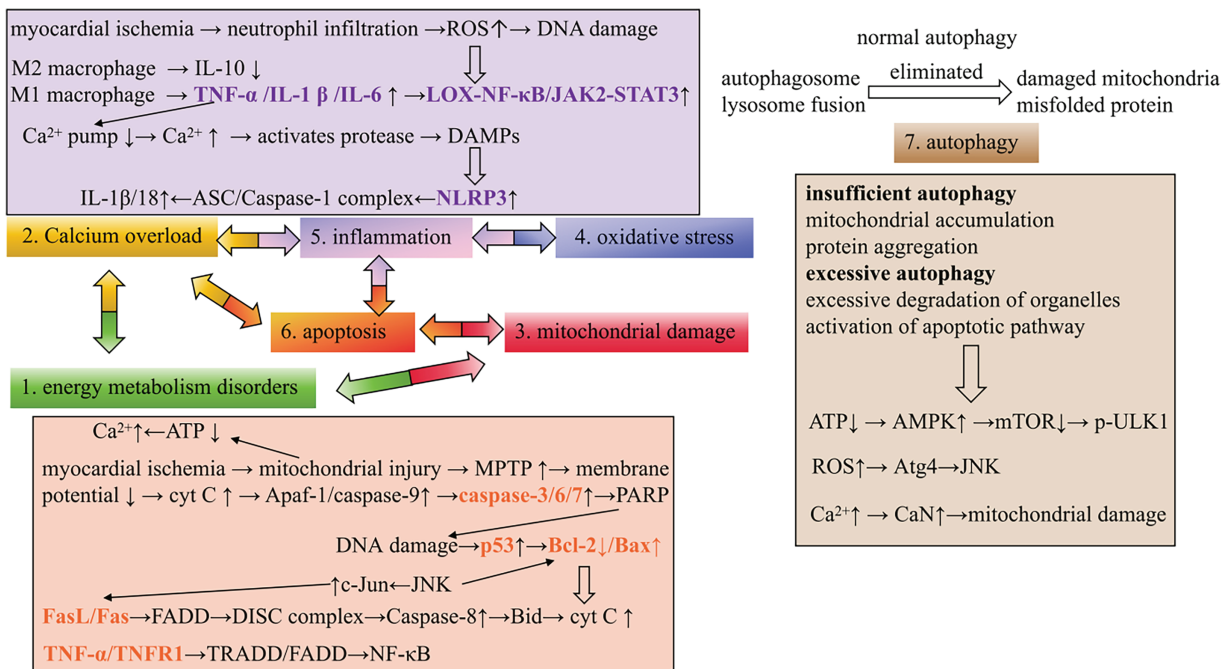 myocardial ischemia → neutrophil infiltration →ROS↑→ DNA damage
M2 macrophage → IL-10 ↓
M1 macrophage → TNF-α /IL-1 β /IL-6 ↑ →LOX-NF-κB/JAK2-STAT3↑
Ca²⁺ pump ↓→ Ca²⁺ ↑ → activates protease → DAMPs
IL-1β/18↑←ASC/Caspase-1 complex←NLRP3↑
2. Calcium overload
5. inflammation
4. oxidative stress
6. apoptosis
3. mitochondrial damage
1. energy metabolism disorders
Ca²⁺↑←ATP ↓
myocardial ischemia → mitochondrial injury → MPTP ↑→ membrane
potential ↓ → cyt C ↑ → Apaf-1/caspase-9↑ →caspase-3/6/7↑→PARP
DNA damage→p53↑→Bcl-2↓/Bax↑
↑c-Jun←JNK
FasL/Fas→FADD→DISC complex→Caspase-8↑→Bid→ cyt C ↑
TNF-α/TNFR1→TRADD/FADD→NF-κB
normal autophagy
autophagosome
lysosome fusion
eliminated
damaged mitochondria
misfolded protein
7. autophagy
insufficient autophagy
mitochondrial accumulation
protein aggregation
excessive autophagy
excessive degradation of organelles
activation of apoptotic pathway
ATP↓→ AMPK↑ →mTOR↓→ p-ULK1
ROS↑→ Atg4→JNK
Ca²⁺↑ → CaN↑→mitochondrial damage